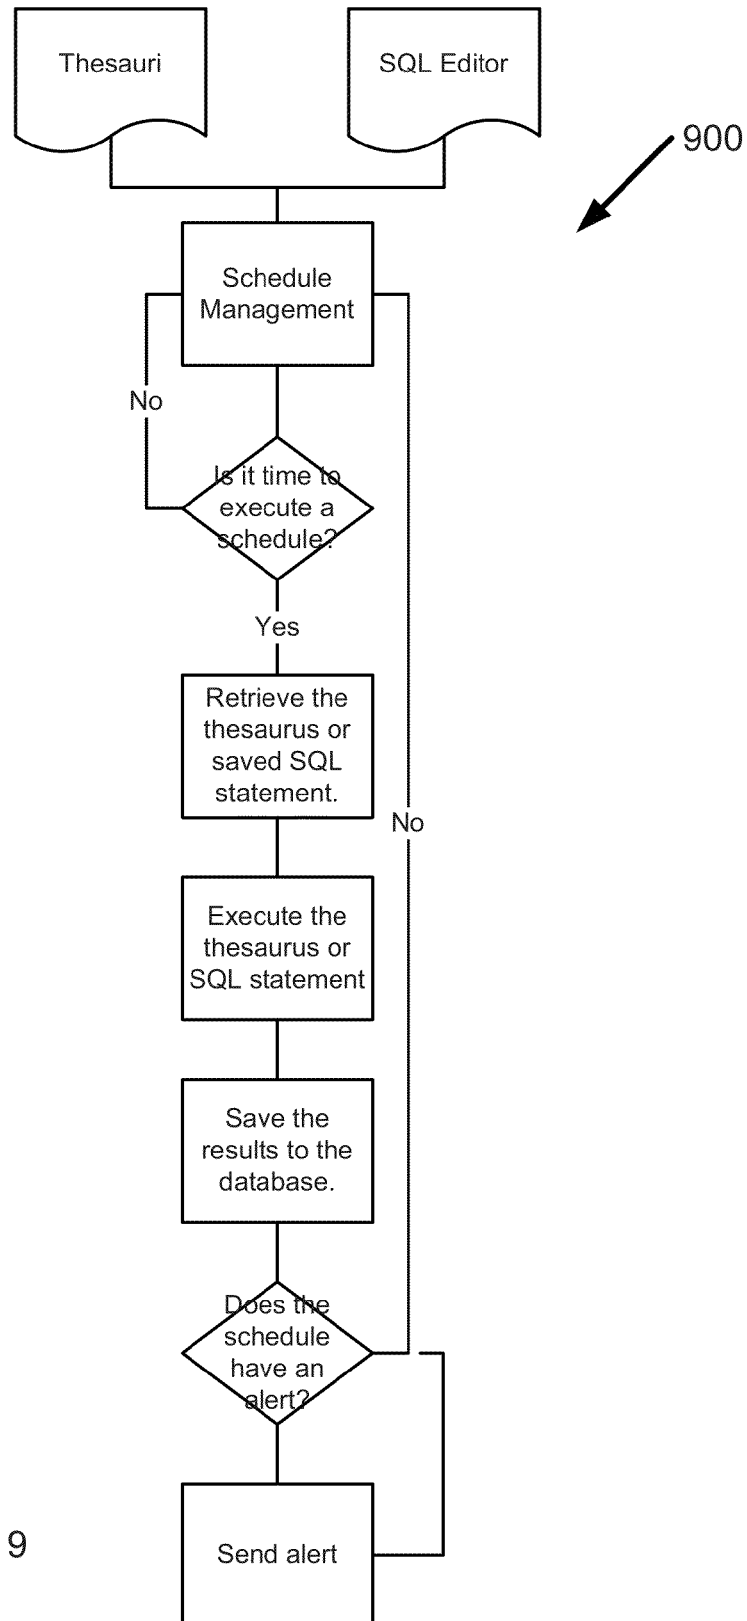 Thesauri
SQL Editor
900
Schedule
Management
No
Is it time to
execute a
schedule?
Yes
Retrieve the
thesaurus or
saved SQL
statement.
No
Execute the
thesaurus or
SQL statement
Save the
results to the
database.
Does the
schedule
have an
alert?
Send alert
9